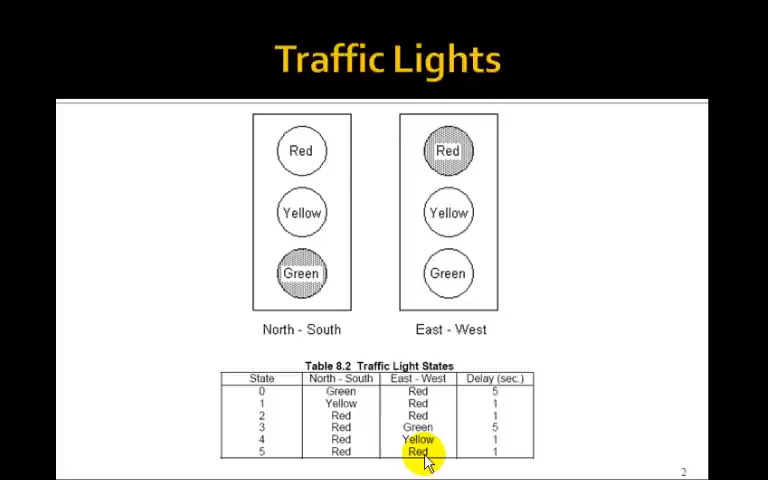 Traffic Lights
Red Red
Yellow Yellow
Green Green
North - South East - West
Table 8.2 Traffic Light States
State North - South East - West Delay (sec.)
0 Green Red 5
1 Yellow Red 1
2 Red Red 1
3 Red Green 5
4 Red Yellow 1
5 Red Red 1
2